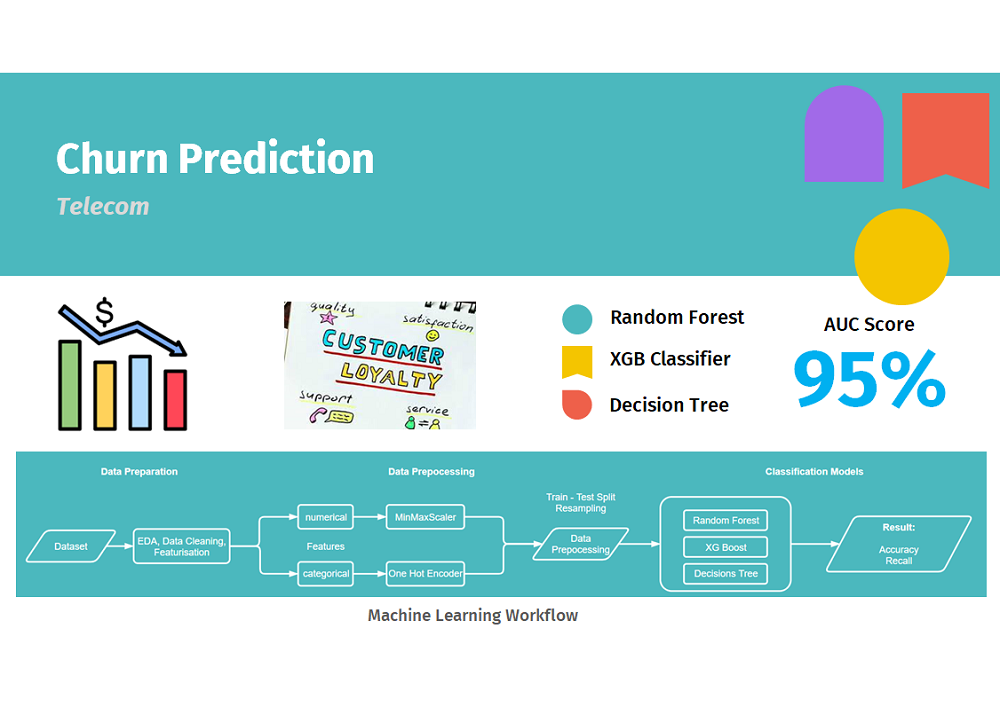 Churn Prediction
Telecom
$
quality
satisfaction
CUSTOMER
LOYALTY
support
service
Random Forest
XGB Classifier
Decision Tree
AUC Score
95%
Data Preparation
Data Prepocessing
Classification Models
Dataset
EDA, Data Cleaning,
Featurisation
numerical
MinMaxScaler
Features
categorical
One Hot Encoder
Train - Test Split
Resampling
Data
Prepocessing
Random Forest
XG Boost
Decisions Tree
Result:
Accuracy
Recall
Machine Learning Workflow